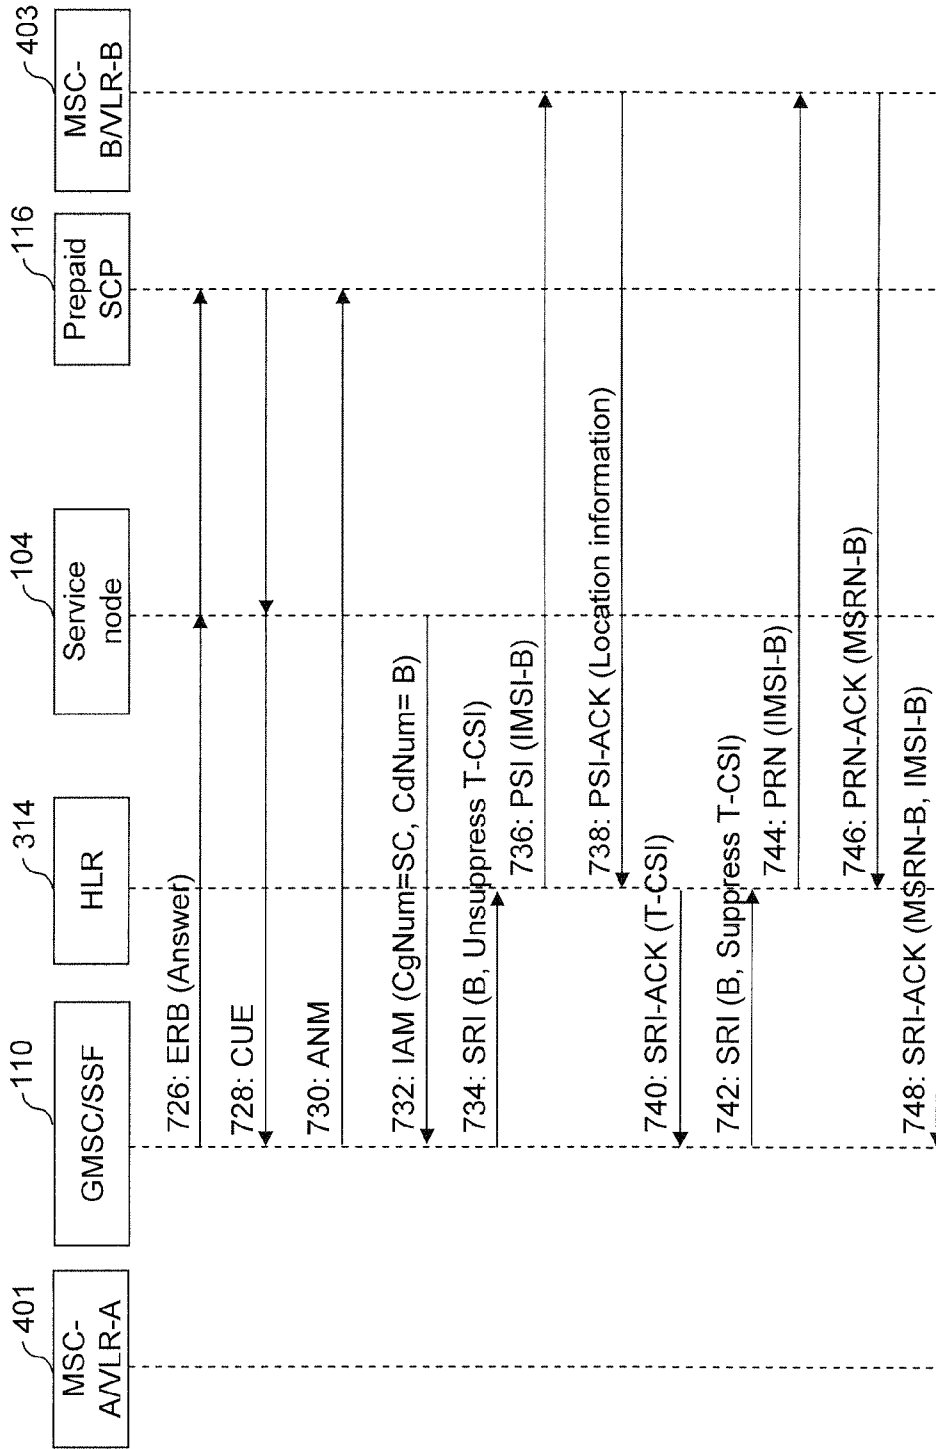 401
MSC-
A/VLR-A
110
GMSC/SSF
314
HLR
104
Service
node
116
Prepaid
SCP
403
MSC-
B/VLR-B
726: ERB (Answer)
728: CUE
730: ANM
732: IAM (CgNum=SC, CdNum= B)
734: SRI (B, Unsuppress T-CSI)
736: PSI (IMSI-B)
738: PSI-ACK (Location information)
740: SRI-ACK (T-CSI)
742: SRI (B, Suppress T-CSI)
744: PRN (IMSI-B)
746: PRN-ACK (MSRN-B)
748: SRI-ACK (MSRN-B, IMSI-B)